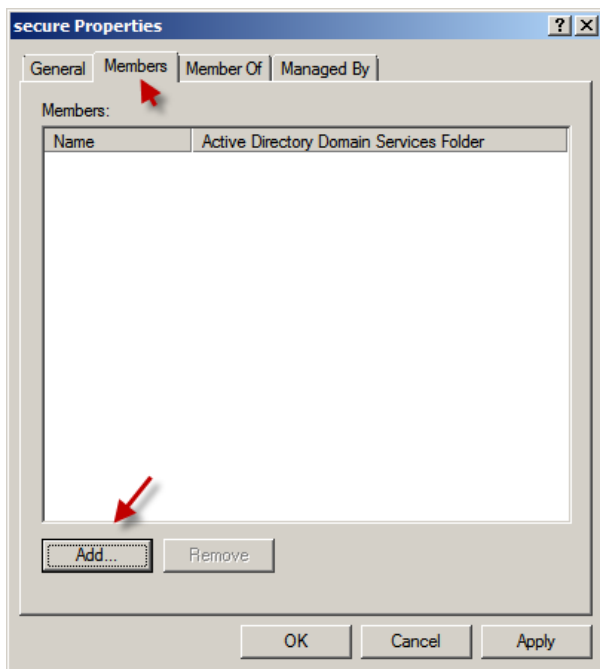 secure Properties
General Members Member Of Managed By
Members:
Name Active Directory Domain Services Folder
Add... Remove
OK Cancel Apply